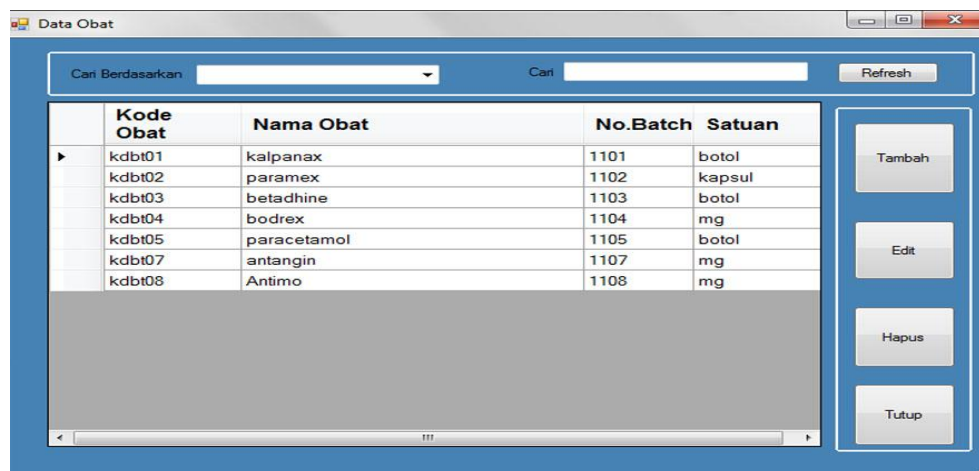 Data Obat
Cari Berdasarkan Cari Refresh
Kode Obat Nama Obat No.Batch Satuan
kdbt01 kalpanax 1101 botol
kdbt02 paramex 1102 kapsul
kdbt03 betadhine 1103 botol
kdbt04 bodrex 1104 mg
kdbt05 paracetamol 1105 botol
kdbt07 antangin 1107 mg
kdbt08 Antimo 1108 mg
Tambah
Edit
Hapus
Tutup